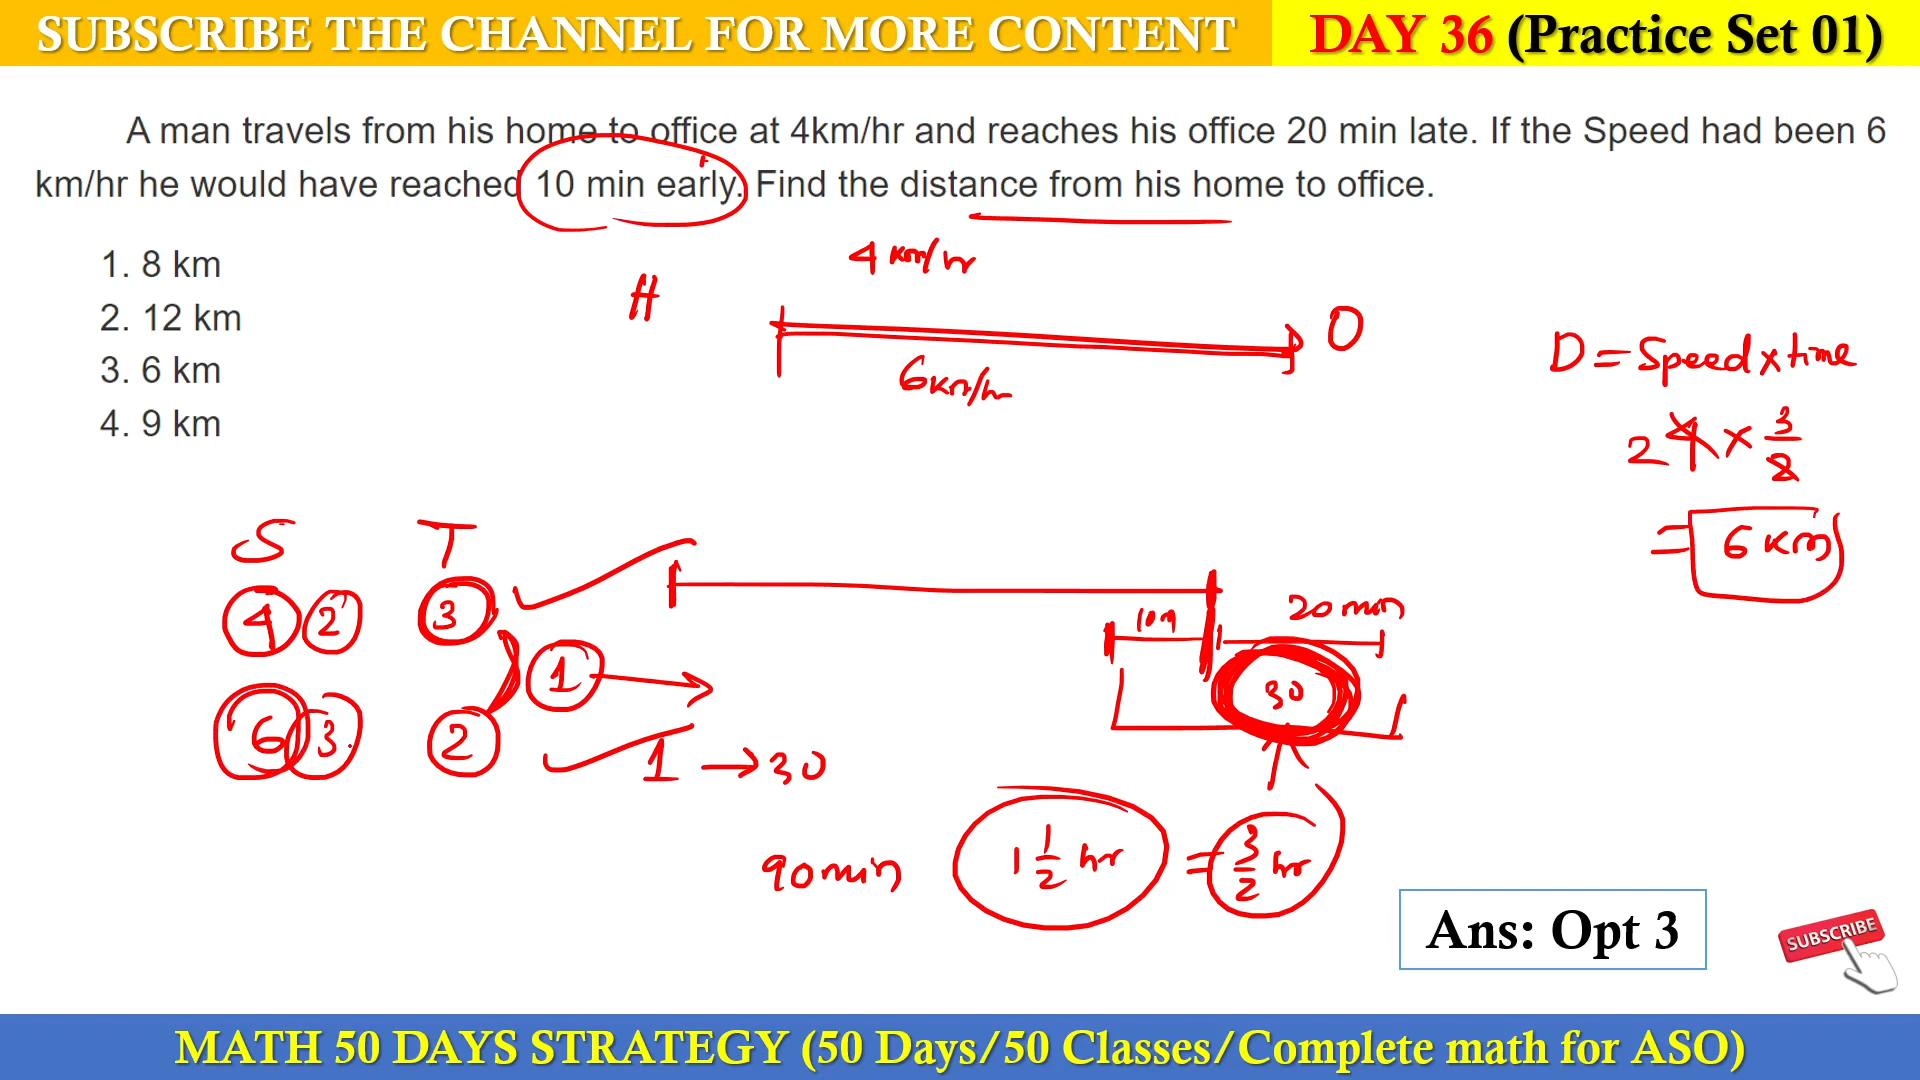 SUBSCRIBE THE CHANNEL FOR MORE CONTENT
DAY 36 (Practice Set 01)
A man travels from his home to office at 4km/hr and reaches his office 20 min late. If the Speed had been 6
km/hr he would have reached 10 min early. Find the distance from his home to office.
1. 8 km
2. 12 km
3. 6 km
4. 9 km
4 km/hr
H
O
6km/hr
D = Speed x time
2 4 x 3/2
= 6 km
S T
4 2 3
1
6 3 2
1 → 30
10 M
20 min
30
90 min
1 1/2 hr = 3/2 hr
Ans: Opt 3
SUBSCRIBE
MATH 50 DAYS STRATEGY (50 Days/50 Classes/Complete math for ASO)